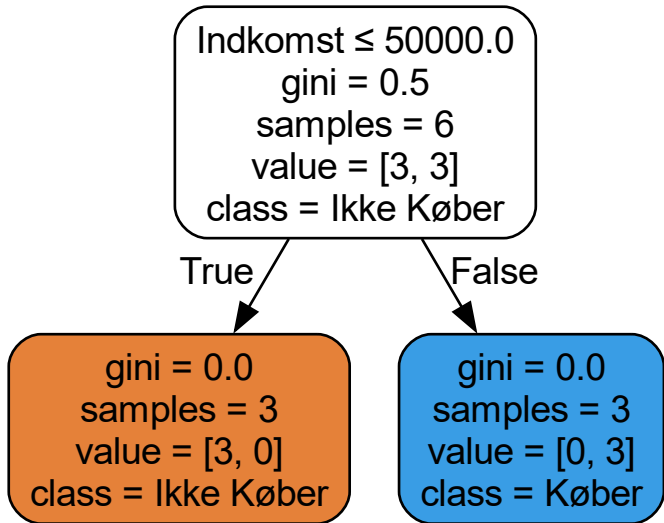 Indkomst ≤ 50000.0
gini = 0.5
samples = 6
value = [3, 3]
class = Ikke Køber
True
False
gini = 0.0
samples = 3
value = [3, 0]
class = Ikke Køber
gini = 0.0
samples = 3
value = [0, 3]
class = Køber